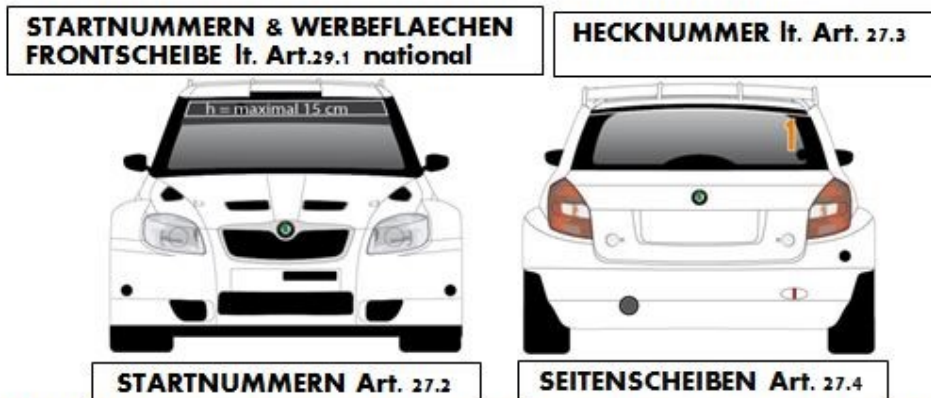 STARTNUMMERN & WERBEFLAECHEN
FRONTSCHEIBE lt. Art.29.1 national
HECKNUMMER lt. Art. 27.3
h = maximal 15 cm
1
STARTNUMMERN Art. 27.2
SEITENSCHEIBEN Art. 27.4